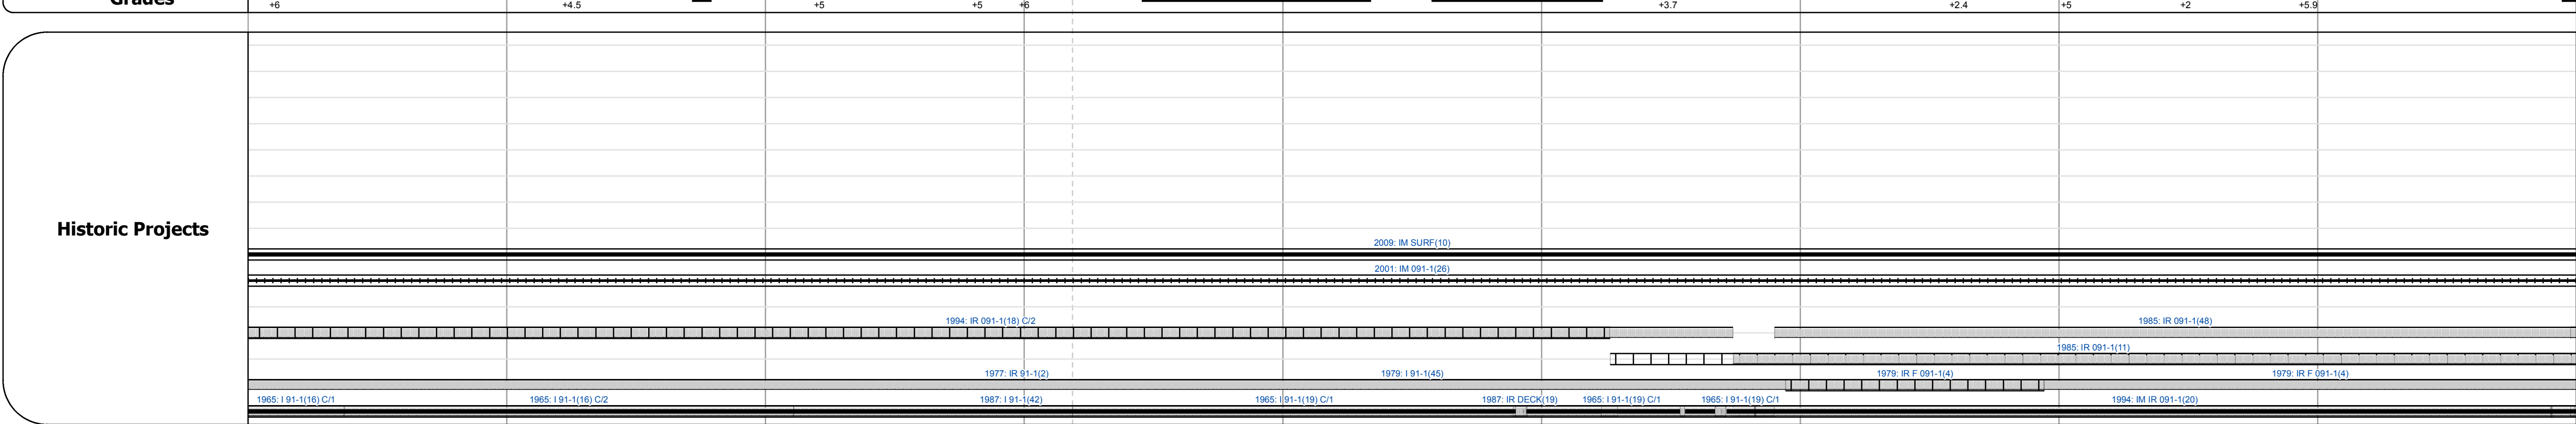 Grades
+6 +4.5 +5 +5 +6 +3.7 +2.4 +5 +2 +5.9
Historic Projects
2009: IM SURF(10)
2001: IM 091-1(26)
1994: IR 091-1(18) C/2 1985: IR 091-1(48)
1985: IR 091-1(11)
1977: IR 91-1(2) 1979: I 91-1(45) 1979: IR F 091-1(4) 1979: IR F 091-1(4)
1965: I 91-1(16) C/1 1965: I 91-1(16) C/2 1987: I 91-1(42) 1965: I 91-1(19) C/1 1987: IR DECK(19) 1965: I 91-1(19) C/1 1965: I 91-1(19) C/1 1994: IM IR 091-1(20)